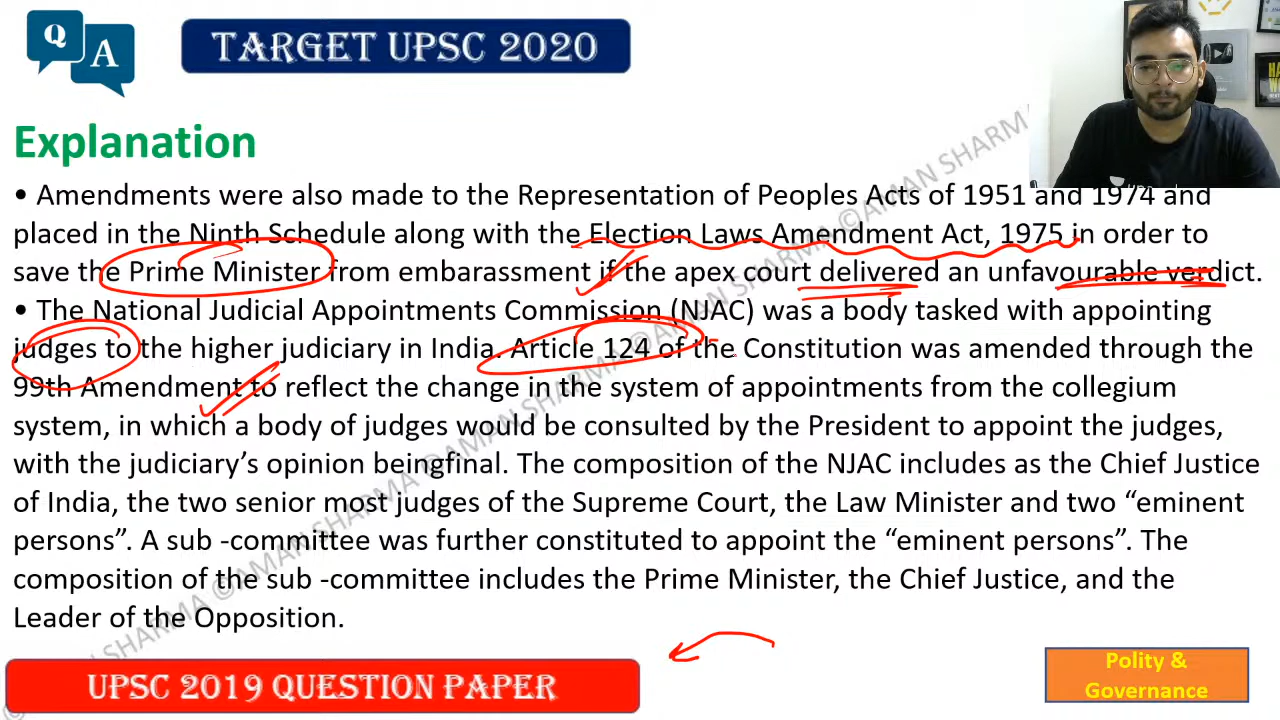 Q A
TARGET UPSC 2020
Explanation
• Amendments were also made to the Representation of Peoples Acts of 1951 and 1974 and
placed in the Ninth Schedule along with the Election Laws Amendment Act, 1975 in order to
save the Prime Minister from embarassment if the apex court delivered an unfavourable verdict.
• The National Judicial Appointments Commission (NJAC) was a body tasked with appointing
judges to the higher judiciary in India. Article 124 of the Constitution was amended through the
99th Amendment to reflect the change in the system of appointments from the collegium
system, in which a body of judges would be consulted by the President to appoint the judges,
with the judiciary’s opinion beingfinal. The composition of the NJAC includes as the Chief Justice
of India, the two senior most judges of the Supreme Court, the Law Minister and two “eminent
persons”. A sub -committee was further constituted to appoint the “eminent persons”. The
composition of the sub -committee includes the Prime Minister, the Chief Justice, and the
Leader of the Opposition.
©AMAN SHARMA ©AMAN SHARMA ©AMAN SHARMA ©AMAN SHARMA
UPSC 2019 QUESTION PAPER
Polity &
Governance